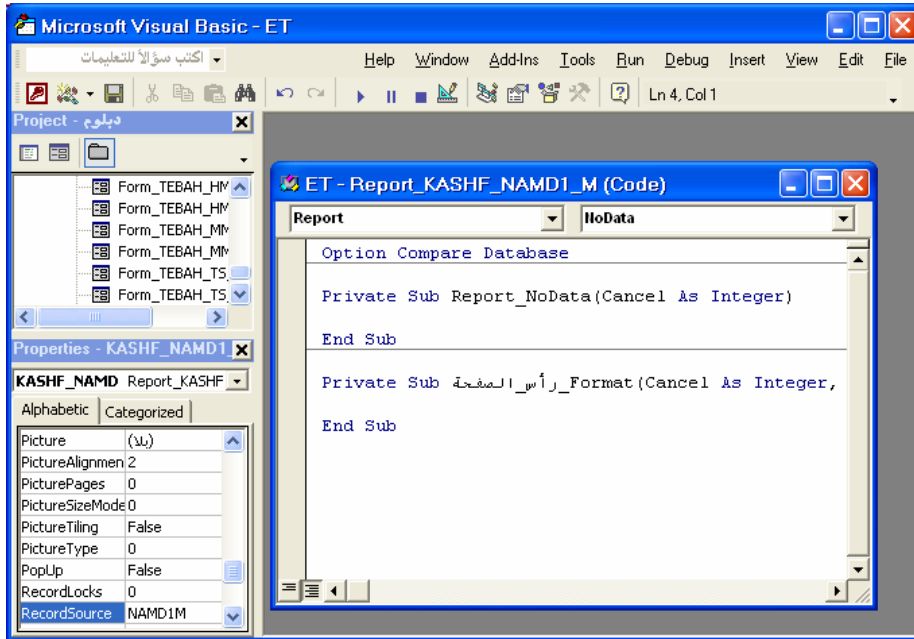 Microsoft Visual Basic - ET
اكتب سؤالاً للتعليمات
Help Window Add-Ins Tools Run Debug Insert View Edit File
Ln 4, Col 1
Project - دبلوم
Form_TEBAH_HM
Form_TEBAH_HM
Form_TEBAH_MM
Form_TEBAH_MM
Form_TEBAH_TS_
Form_TEBAH_TS_
Properties - KASHF_NAMD1_
KASHF_NAMD Report_KASHF
Alphabetic Categorized
Picture (بلا)
PictureAlignmen 2
PicturePages 0
PictureSizeMode 0
PictureTiling False
PictureType 0
PopUp False
RecordLocks 0
RecordSource NAMD1M
ET - Report_KASHF_NAMD1_M (Code)
Report NoData
Option Compare Database
Private Sub Report_NoData(Cancel As Integer)
End Sub
Private Sub رأس_الصفحة_Format(Cancel As Integer,
End Sub